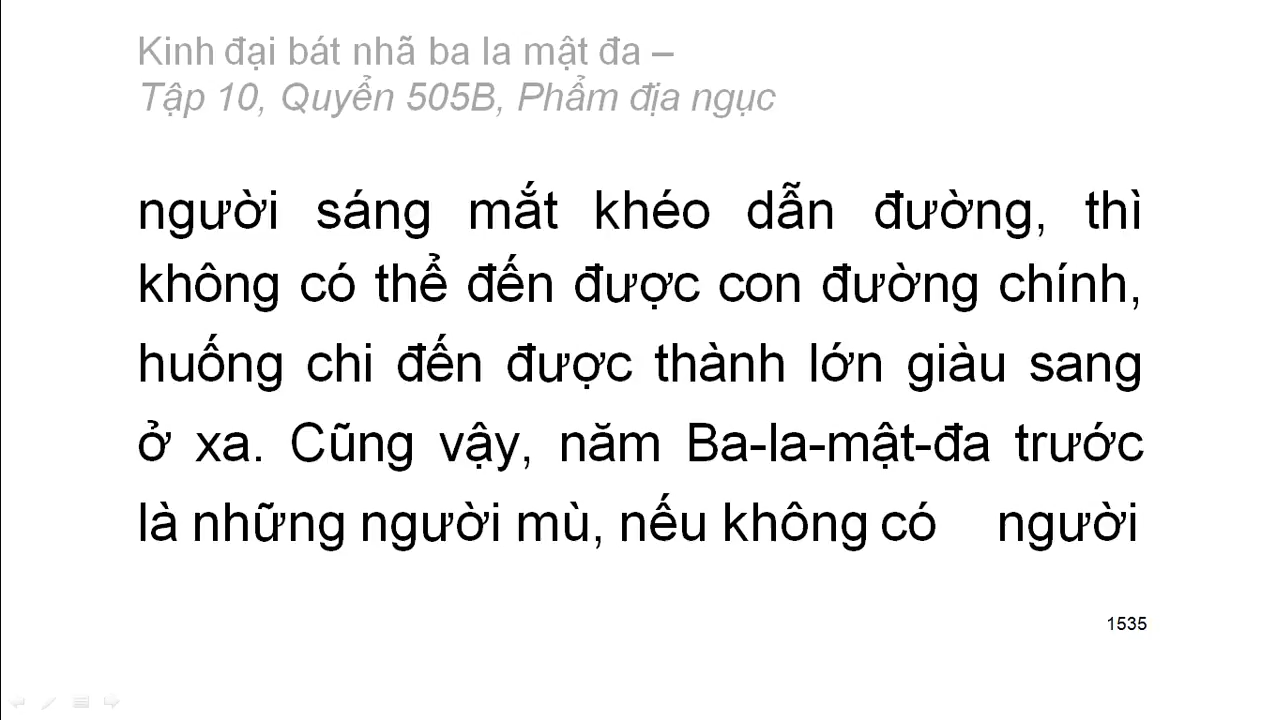 Kinh đại bát nhã ba la mật đa –
Tập 10, Quyển 505B, Phẩm địa ngục
người sáng mắt khéo dẫn đường, thì
không có thể đến được con đường chính,
huống chi đến được thành lớn giàu sang
ở xa. Cũng vậy, năm Ba-la-mật-đa trước
là những người mù, nếu không có người
1535